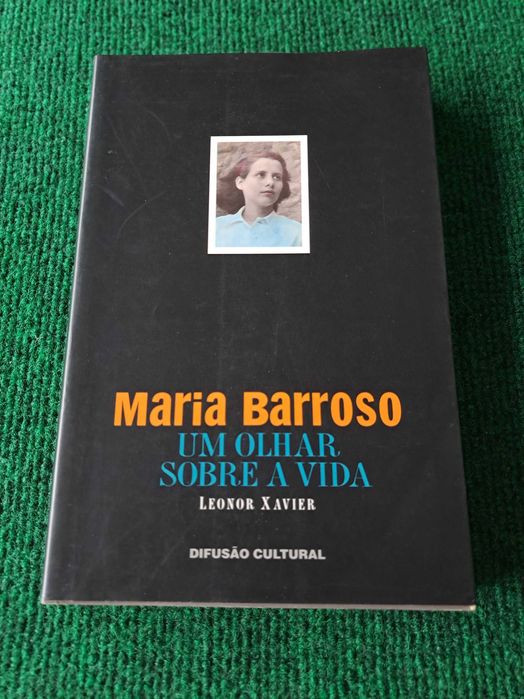 Maria Barroso
UM OLHAR
SOBRE A VIDA
LEONOR XAVIER
DIFUSÃO CULTURAL